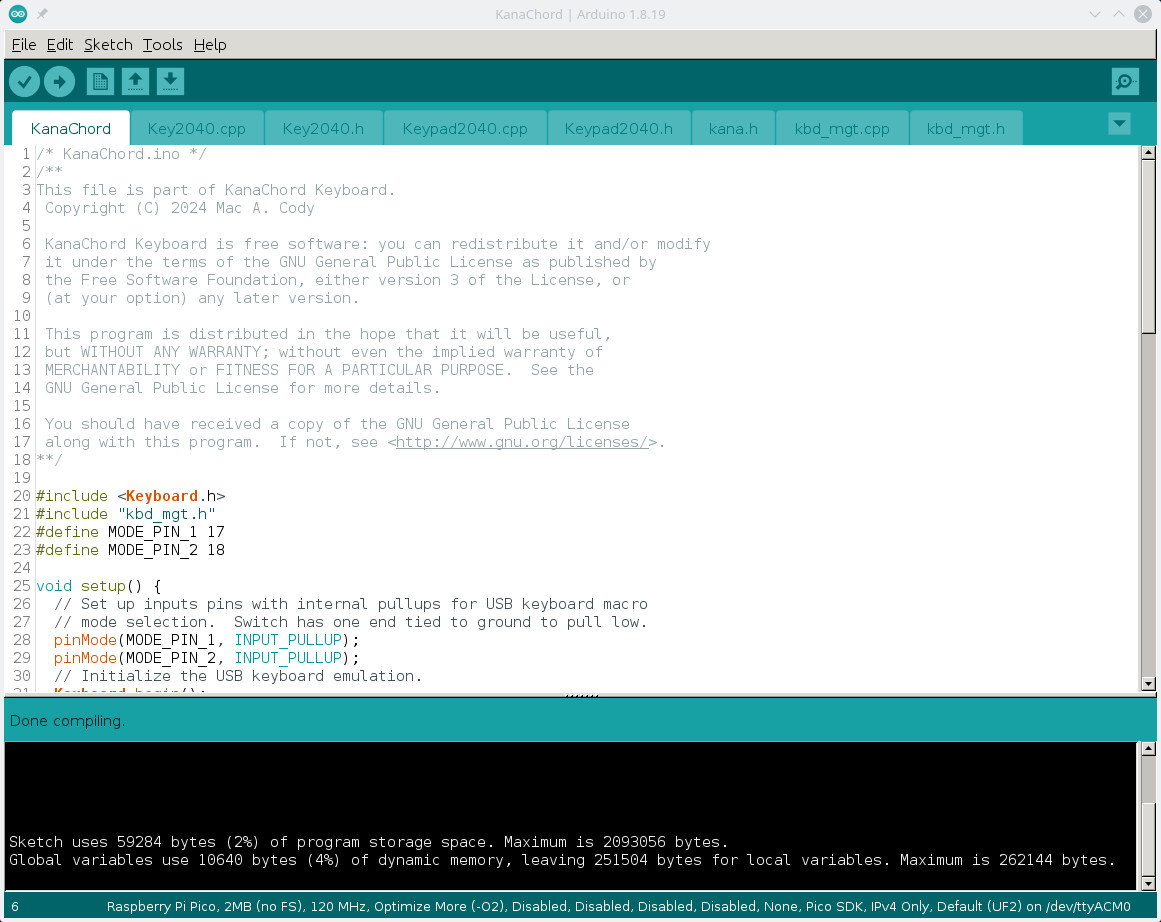 KanaChord | Arduino 1.8.19
File Edit Sketch Tools Help
KanaChord Key2040.cpp Key2040.h Keypad2040.cpp Keypad2040.h kana.h kbd_mgt.cpp kbd_mgt.h
1 /* KanaChord.ino */
2 /**
3 This file is part of KanaChord Keyboard.
4 Copyright (C) 2024 Mac A. Cody
5
6 KanaChord Keyboard is free software: you can redistribute it and/or modify
7 it under the terms of the GNU General Public License as published by
8 the Free Software Foundation, either version 3 of the License, or
9 (at your option) any later version.
10
11 This program is distributed in the hope that it will be useful,
12 but WITHOUT ANY WARRANTY; without even the implied warranty of
13 MERCHANTABILITY or FITNESS FOR A PARTICULAR PURPOSE.  See the
14 GNU General Public License for more details.
15
16 You should have received a copy of the GNU General Public License
17 along with this program.  If not, see <http://www.gnu.org/licenses/>.
18 **/
19
20 #include <Keyboard.h>
21 #include "kbd_mgt.h"
22 #define MODE_PIN_1 17
23 #define MODE_PIN_2 18
24
25 void setup() {
26   // Set up inputs pins with internal pullups for USB keyboard macro
27   // mode selection.  Switch has one end tied to ground to pull low.
28   pinMode(MODE_PIN_1, INPUT_PULLUP);
29   pinMode(MODE_PIN_2, INPUT_PULLUP);
30   // Initialize the USB keyboard emulation.
31   Keyboard.begin();
Done compiling.
Sketch uses 59284 bytes (2%) of program storage space. Maximum is 2093056 bytes.
Global variables use 10640 bytes (4%) of dynamic memory, leaving 251504 bytes for local variables. Maximum is 262144 bytes.
6 Raspberry Pi Pico, 2MB (no FS), 120 MHz, Optimize More (-O2), Disabled, Disabled, Disabled, Disabled, None, Pico SDK, IPv4 Only, Default (UF2) on /dev/ttyACM0